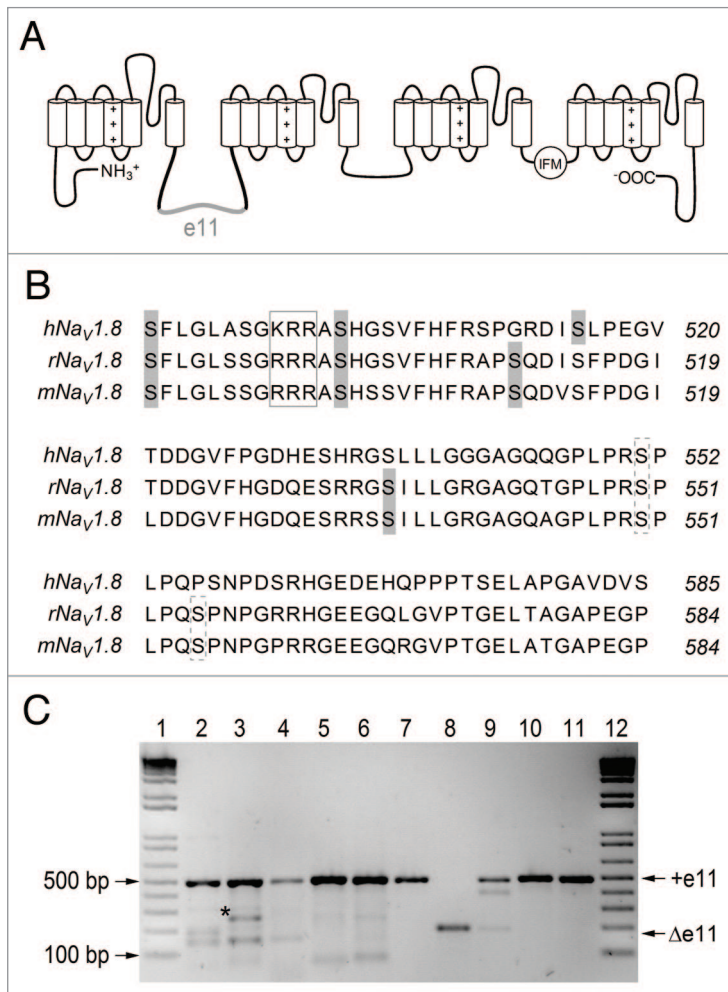 A
+ + + +
+ + + +
+ + + +
NH₃⁺
IFM
⁻OOC
e11
B
hNaV1.8 SFLGLASGKRRASHGSVFHFRSPGRDISLPEGV 520
rNaV1.8 SFLGLSSGRRRASHGSVFHFRAPSQDISFPDGI 519
mNaV1.8 SFLGLSSGRRRASHSSVFHFRAPSQDVSFPDGI 519
hNaV1.8 TDDGVFPGDHESHRGSLLLGGGAGQQGPLPRSP 552
rNaV1.8 TDDGVFHGDQESRRGSILLGRGAGQTGPLPRSP 551
mNaV1.8 LDDGVFHGDQESRRSSILLGRGAGQAGPLPRSP 551
hNaV1.8 LPQPSNPDSRHGEDEHQPPPTSELAPGAVDVS 585
rNaV1.8 LPQSPNPGRRHGEEGQLGVPTGELTAGAPEGP 584
mNaV1.8 LPQSPNPGPRRGEEGQRGVPTGELATGAPEGP 584
C
1 2 3 4 5 6 7 8 9 10 11 12
500 bp
+e11
*
Δe11
100 bp